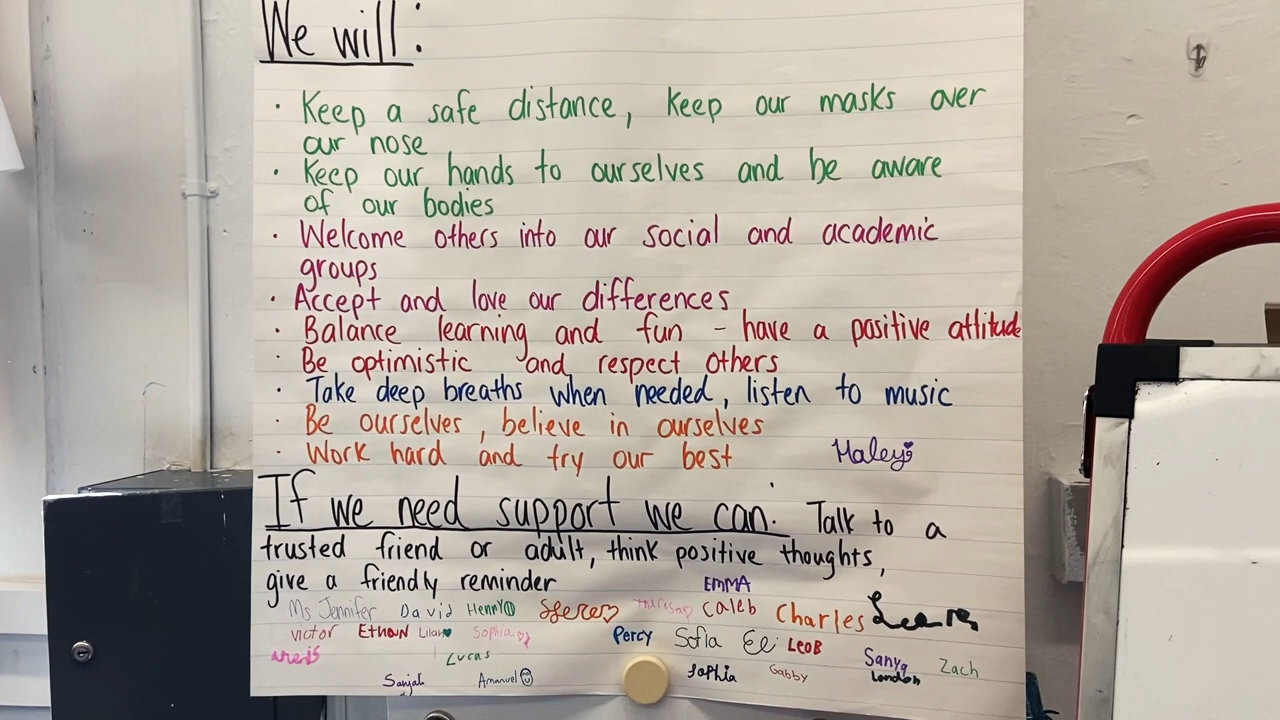 We will:
· Keep a safe distance, keep our masks over
our nose
· Keep our hands to ourselves and be aware
of our bodies
· Welcome others into our social and academic
groups
· Accept and love our differences
· Balance learning and fun - have a positive attitude
· Be optimistic and respect others
· Take deep breaths when needed, listen to music
· Be ourselves, believe in ourselves
· Work hard and try our best
Haley
If we need support we can: Talk to a
trusted friend or adult, think positive thoughts,
give a friendly reminder
EMMA
Ms Jennifer David Henry Theresa Caleb Charles
victor Ethan Lilah Sophia Percy Sofia Eli LeoB
Lucas Sanya Zach
Sanjali Amanuel Sophia Gabby London